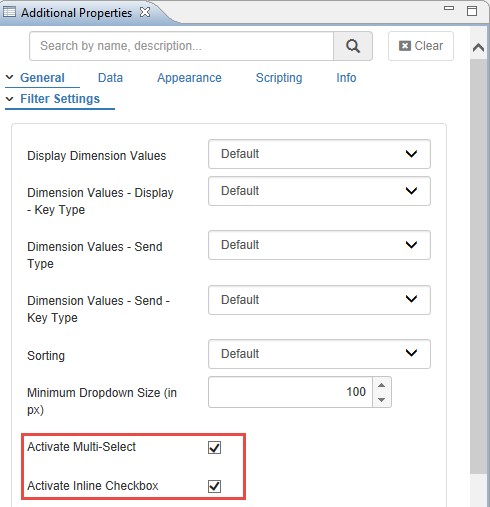 Additional Properties
Search by name, description...
Clear
General Data Appearance Scripting Info
Filter Settings
Display Dimension Values Default
Dimension Values - Display Default
- Key Type
Dimension Values - Send Default
Type
Dimension Values - Send - Default
Key Type
Sorting Default
Minimum Dropdown Size (in 100
px)
Activate Multi-Select
Activate Inline Checkbox